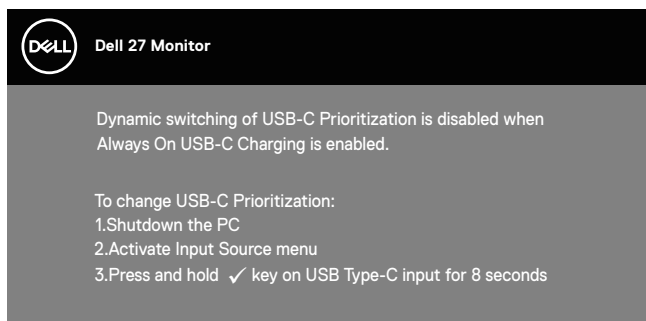 DELL
Dell 27 Monitor
Dynamic switching of USB-C Prioritization is disabled when
Always On USB-C Charging is enabled.
To change USB-C Prioritization:
1.Shutdown the PC
2.Activate Input Source menu
3.Press and hold ✓ key on USB Type-C input for 8 seconds